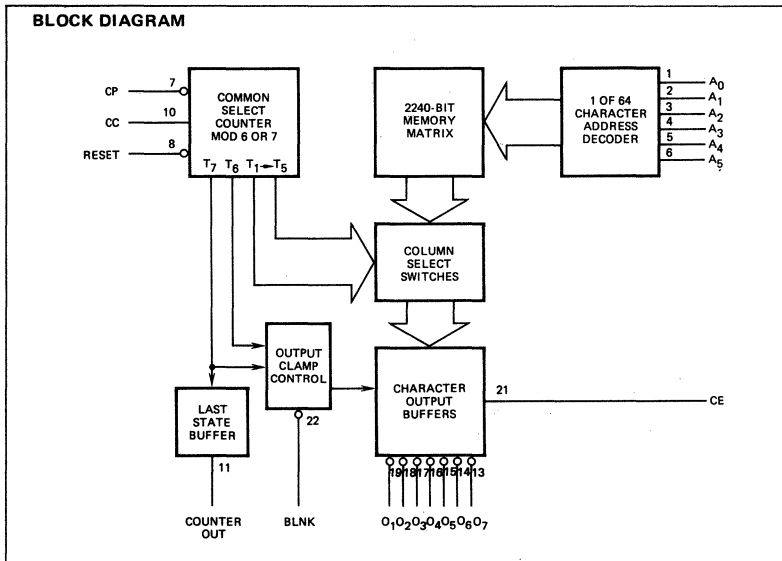 BLOCK DIAGRAM
CP
7
CC
10
RESET
8
COMMON
SELECT
COUNTER
MOD 6 OR 7
T7 T6 T1 → T5
2240-BIT
MEMORY
MATRIX
1 OF 64
CHARACTER
ADDRESS
DECODER
1 A0
2 A1
3 A2
4 A3
5 A4
6 A5
COLUMN
SELECT
SWITCHES
OUTPUT
CLAMP
CONTROL
22
CHARACTER
OUTPUT
BUFFERS
21
CE
LAST
STATE
BUFFER
11
19 18 17 16 15 14 13
COUNTER
OUT
BLNK
O1 O2 O3 O4 O5 O6 O7